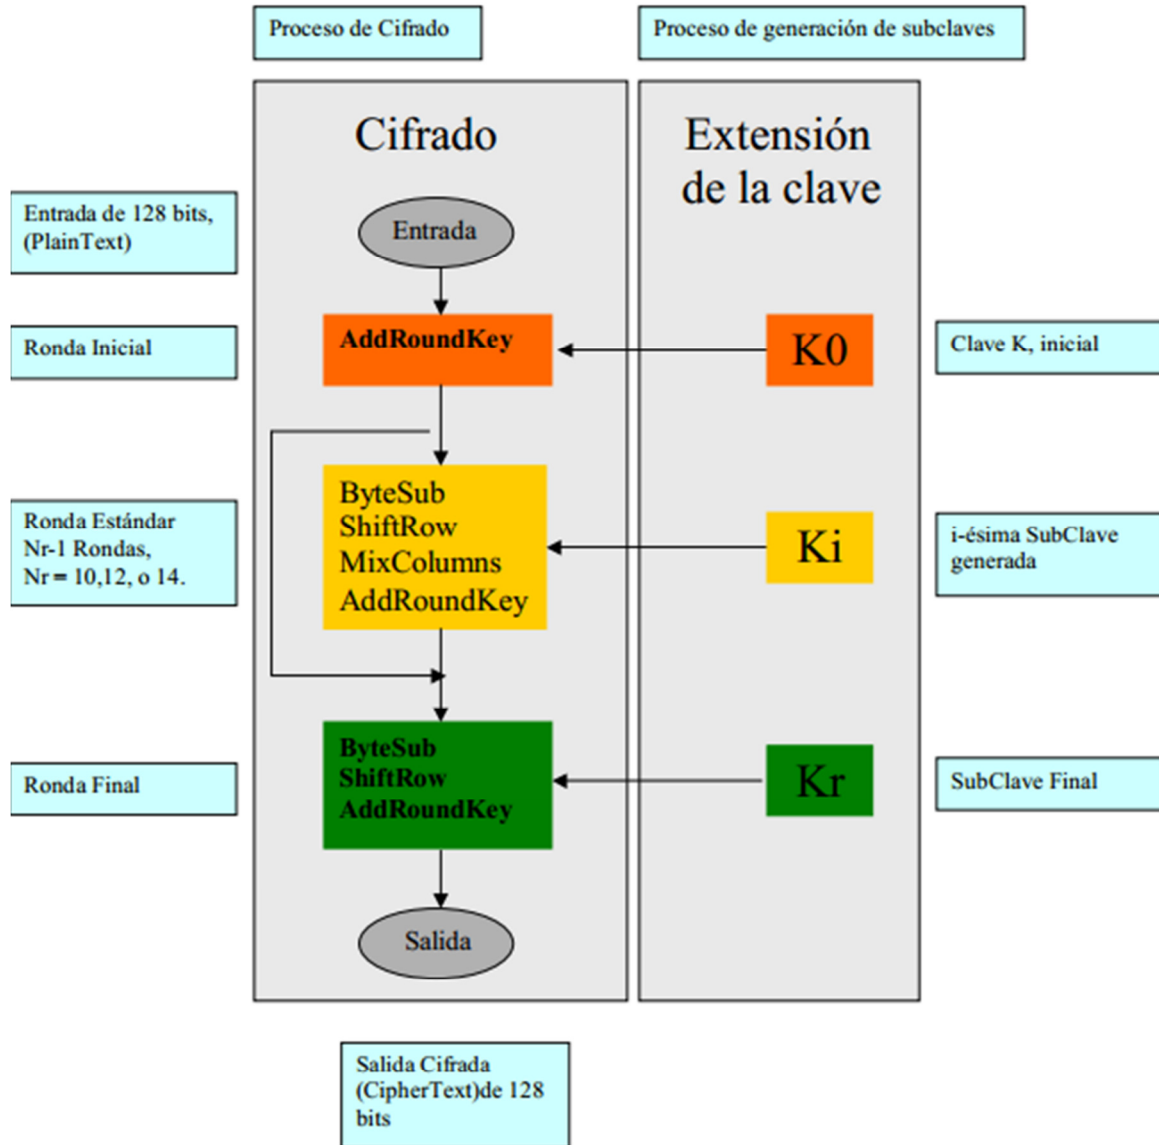 Proceso de Cifrado
Proceso de generación de subclaves
Cifrado
Extensión
de la clave
Entrada de 128 bits,
(PlainText)
Entrada
Ronda Inicial
AddRoundKey
K0
Clave K, inicial
Ronda Estándar
Nr-1 Rondas,
Nr = 10,12, o 14.
ByteSub
ShiftRow
MixColumns
AddRoundKey
Ki
i-ésima SubClave
generada
Ronda Final
ByteSub
ShiftRow
AddRoundKey
Kr
SubClave Final
Salida
Salida Cifrada
(CipherText)de 128
bits